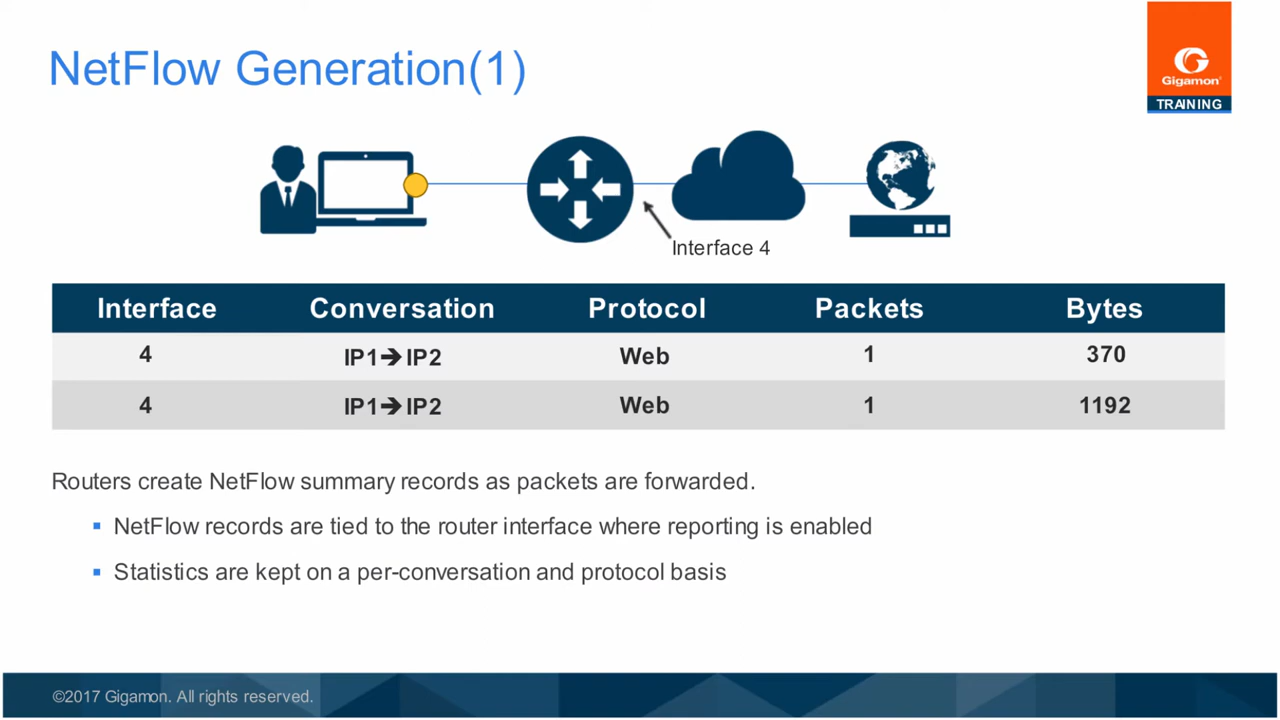 NetFlow Generation(1)
Gigamon®
TRAINING
Interface 4
Interface Conversation Protocol Packets Bytes
4 IP1➔IP2 Web 1 370
4 IP1➔IP2 Web 1 1192
Routers create NetFlow summary records as packets are forwarded.
▪ NetFlow records are tied to the router interface where reporting is enabled
▪ Statistics are kept on a per-conversation and protocol basis
©2017 Gigamon. All rights reserved.